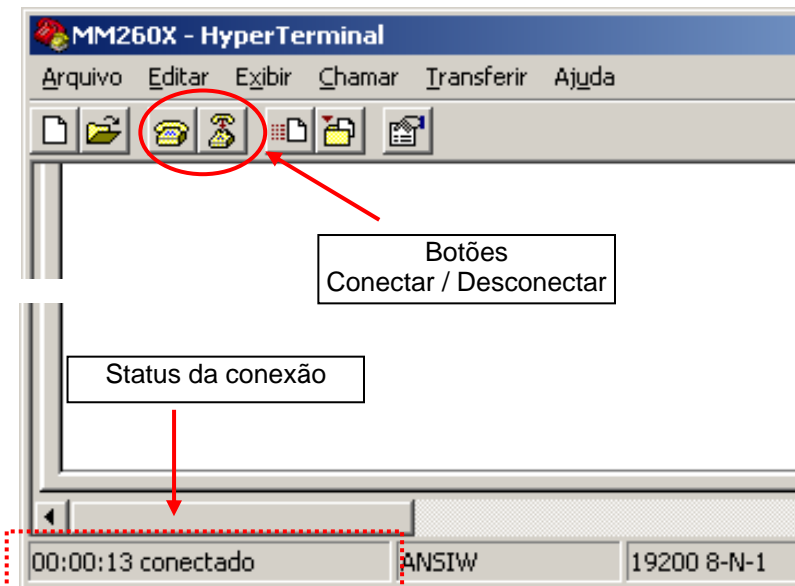 MM260X - HyperTerminal
Arquivo Editar Exibir Chamar Transferir Ajuda
Botões
Conectar / Desconectar
Status da conexão
00:00:13 conectado ANSIW 19200 8-N-1